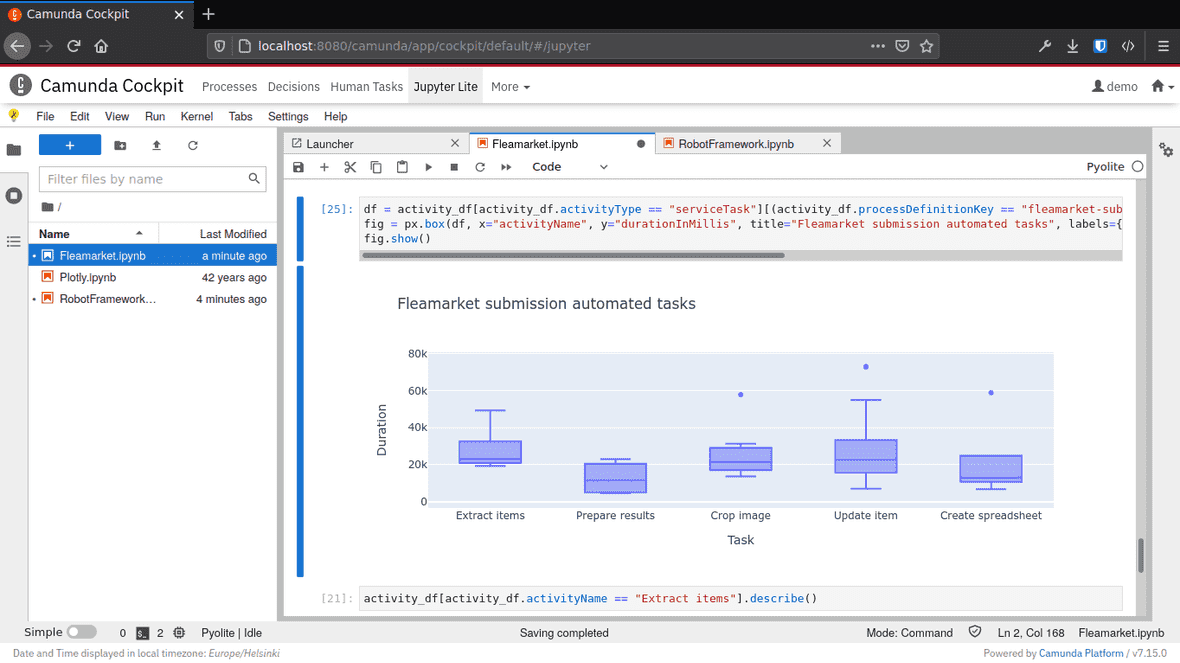 Camunda Cockpit
localhost:8080/camunda/app/cockpit/default/#/jupyter
Camunda Cockpit Processes Decisions Human Tasks Jupyter Lite More demo
File Edit View Run Kernel Tabs Settings Help
Launcher Fleamarket.ipynb RobotFramework.ipynb
Code Pyolite
Filter files by name
/
Name Last Modified
Fleamarket.ipynb a minute ago
Plotly.ipynb 42 years ago
RobotFramework… 4 minutes ago
[25]: df = activity_df[activity_df.activityType == "serviceTask"][(activity_df.processDefinitionKey == "fleamarket-sub
fig = px.box(df, x="activityName", y="durationInMillis", title="Fleamarket submission automated tasks", labels={
fig.show()
Fleamarket submission automated tasks
80k
60k
40k
20k
0
Duration
Extract items Prepare results Crop image Update item Create spreadsheet
Task
[21]: activity_df[activity_df.activityName == "Extract items"].describe()
Simple 0 2 Pyolite | Idle Saving completed Mode: Command Ln 2, Col 168 Fleamarket.ipynb
Date and Time displayed in local timezone: Europe/Helsinki Powered by Camunda Platform / v7.15.0